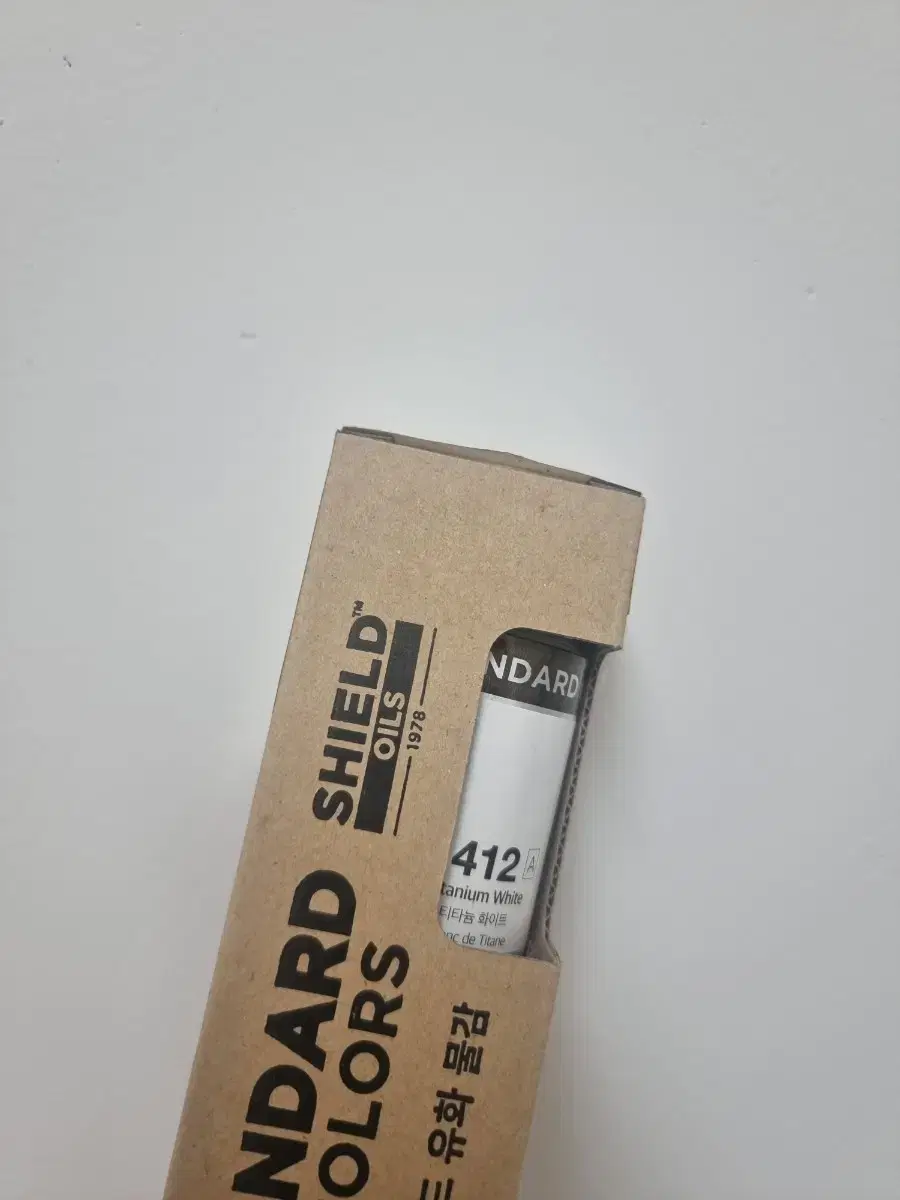 SHIELD™
OILS
1978
NDARD
OLORS
유화 물감
NDARD
412 A
tanium White
티타늄 화이트
nc de Titane